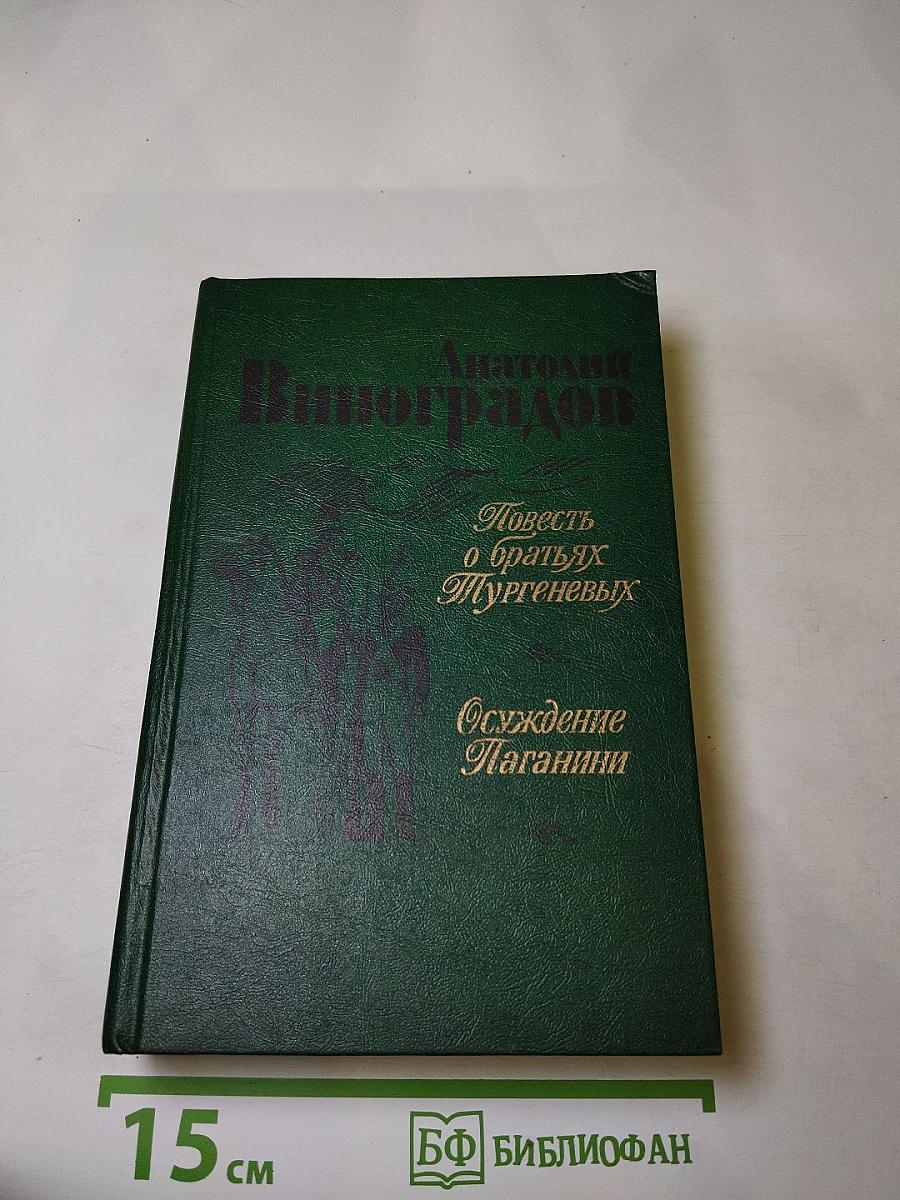 Анатолий
Виноградов
Повесть
о братьях
Тургеневых
Осуждение
Паганини
15 см
БФ БИБЛИОФАН